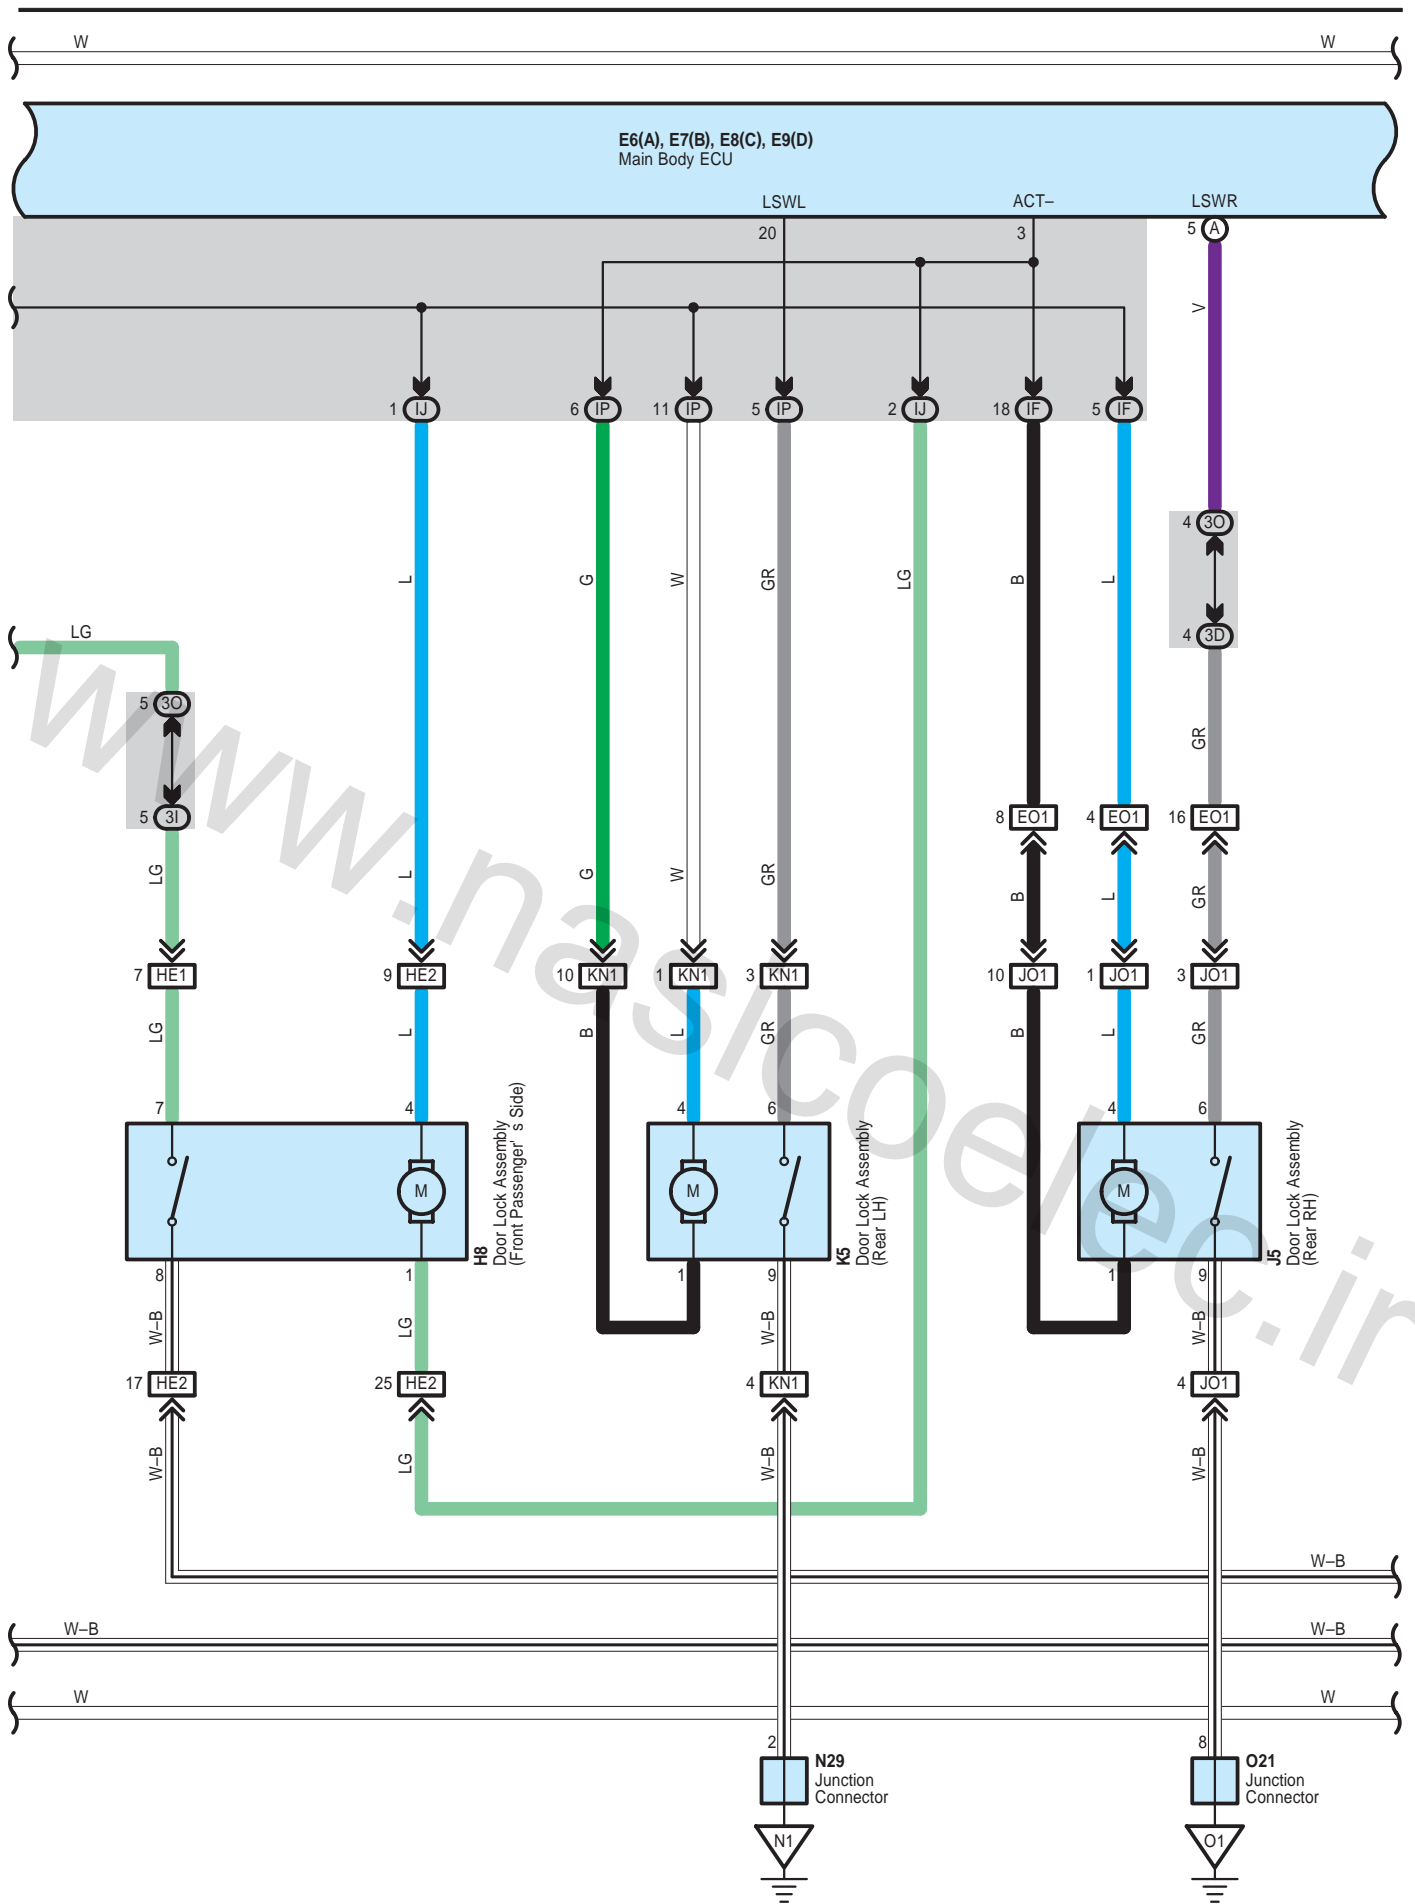 W W
E6(A), E7(B), E8(C), E9(D)
Main Body ECU
LSWL ACT– LSWR
20 3 5 A
V
1 IJ 6 IP 11 IP 5 IP 2 IJ 18 IF 5 IF
4 3O
L G W GR LG B L
LG
4 3D
5 3O
GR
5 3I
8 EO1 4 EO1 16 EO1
LG L G W GR B L GR
7 HE1 9 HE2 10 KN1 1 KN1 3 KN1 10 JO1 1 JO1 3 JO1
LG L B L GR B L GR
7 4 4 6 4 6
M M M
H8
Door Lock Assembly
(Front Passenger' s Side)
K5
Door Lock Assembly
(Rear LH)
J5
Door Lock Assembly
(Rear RH)
8 1 1 9 1 9
W–B LG W–B W–B
17 HE2 25 HE2 4 KN1 4 JO1
W–B LG W–B W–B
W–B
W–B W–B
W W
2 8
N29
Junction
Connector
O21
Junction
Connector
N1 O1
www.naslcoelec.ir